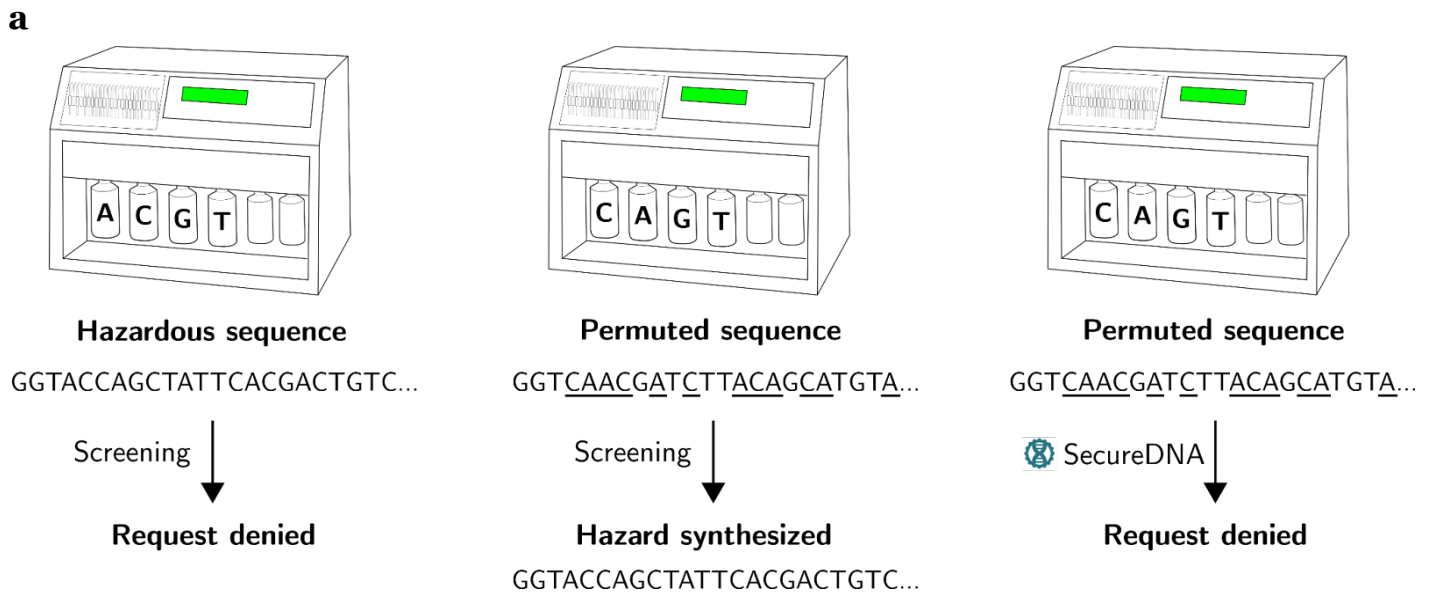 a
A C G T
C A G T
C A G T
Hazardous sequence
Permuted sequence
Permuted sequence
GGTACCAGCTATTCACGACTGTC...
GGTCAACGATCTTACAGCATGTA...
GGTCAACGATCTTACAGCATGTA...
Screening
Screening
SecureDNA
Request denied
Hazard synthesized
Request denied
GGTACCAGCTATTCACGACTGTC...